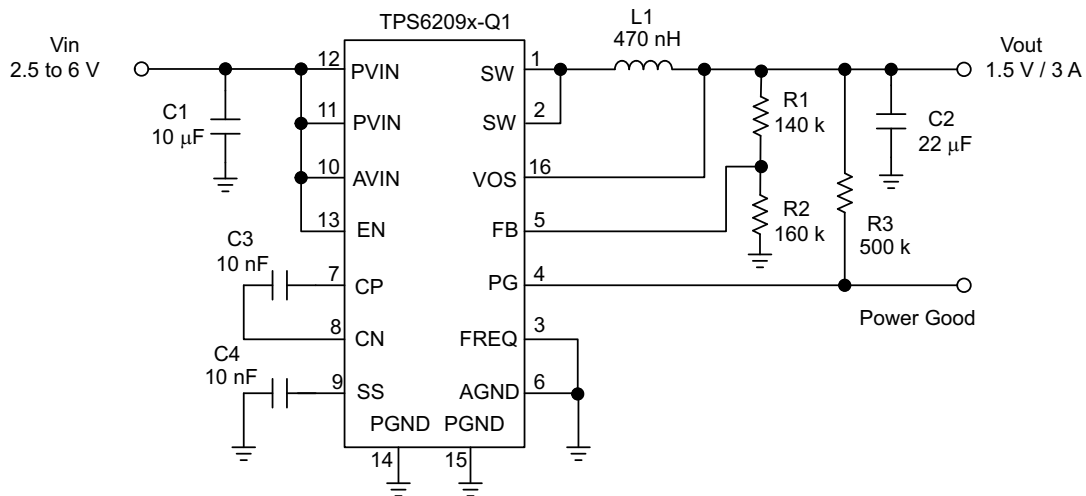 TPS6209x-Q1
Vin
2.5 to 6 V
L1
470 nH
Vout
1.5 V / 3 A
12 PVIN
SW 1
C1
10 μF
11 PVIN
SW 2
R1
140 k
C2
22 μF
10 AVIN
VOS 16
13 EN
FB 5
R2
160 k
R3
500 k
C3
10 nF
7 CP
PG 4
Power Good
8 CN
FREQ 3
C4
10 nF
9 SS
AGND 6
PGND PGND
14 15